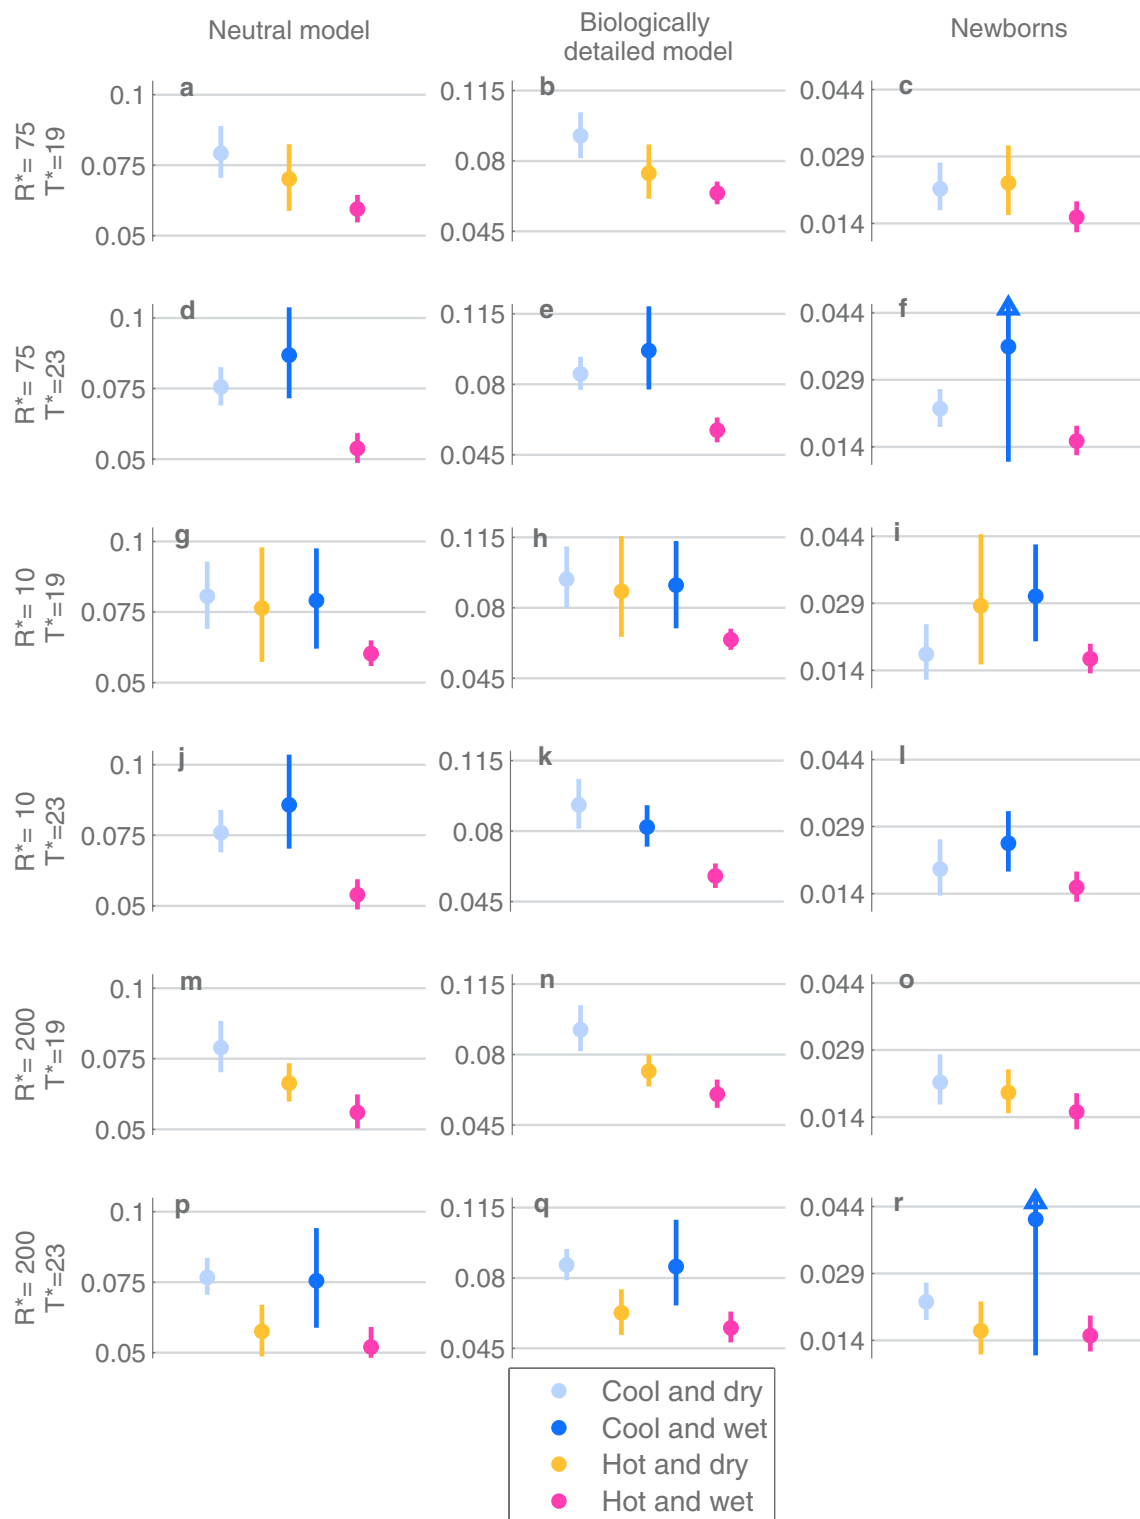 Neutral model
Biologically
detailed model
Newborns
R*= 75
T*=19
a
0.1
0.075
0.05
b
0.115
0.08
0.045
c
0.044
0.029
0.014
R*= 75
T*=23
d
0.1
0.075
0.05
e
0.115
0.08
0.045
f
0.044
0.029
0.014
R*= 10
T*=19
g
0.1
0.075
0.05
h
0.115
0.08
0.045
i
0.044
0.029
0.014
R*= 10
T*=23
j
0.1
0.075
0.05
k
0.115
0.08
0.045
l
0.044
0.029
0.014
R*= 200
T*=19
m
0.1
0.075
0.05
n
0.115
0.08
0.045
o
0.044
0.029
0.014
R*= 200
T*=23
p
0.1
0.075
0.05
q
0.115
0.08
0.045
r
0.044
0.029
0.014
Cool and dry
Cool and wet
Hot and dry
Hot and wet